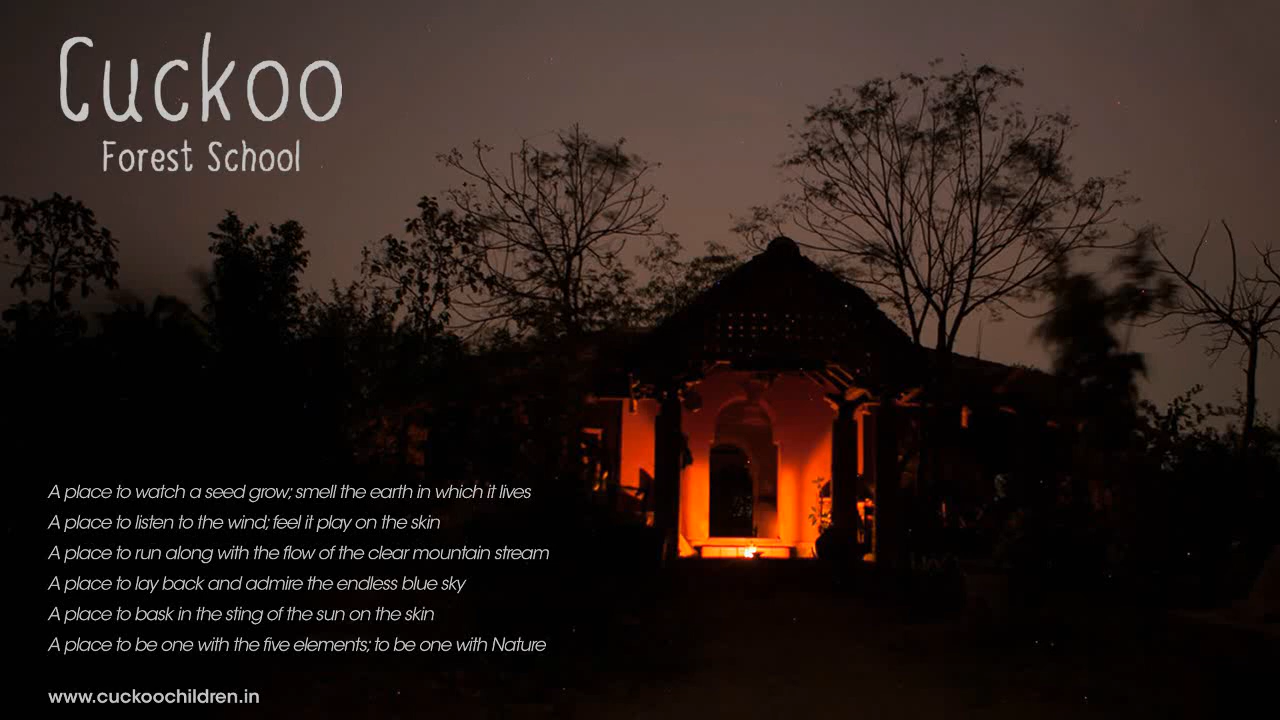 Cuckoo
Forest School
A place to watch a seed grow; smell the earth in which it lives
A place to listen to the wind; feel it play on the skin
A place to run along with the flow of the clear mountain stream
A place to lay back and admire the endless blue sky
A place to bask in the sting of the sun on the skin
A place to be one with the five elements; to be one with Nature
www.cuckoochildren.in